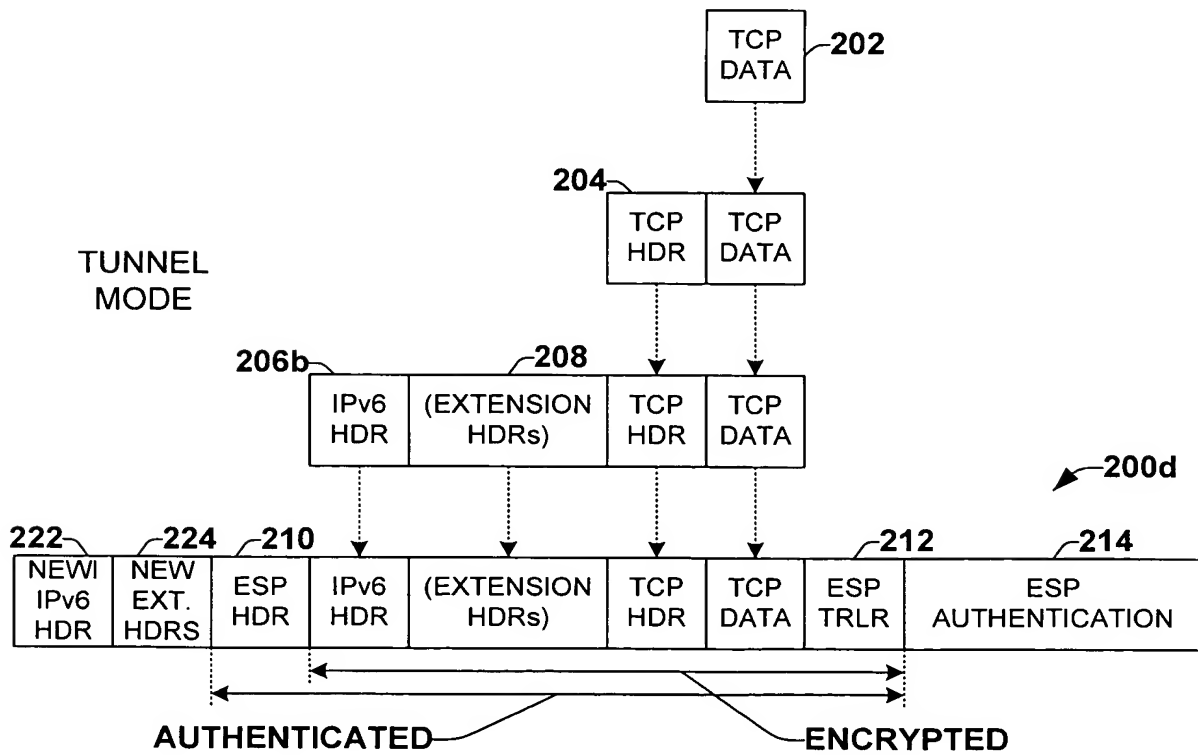 TCP DATA
202
204
TCP HDR
TCP DATA
TUNNEL MODE
206b
208
IPv6 HDR
(EXTENSION HDRs)
TCP HDR
TCP DATA
200d
222
224
210
212
214
NEWI IPv6 HDR
NEW EXT. HDRS
ESP HDR
IPv6 HDR
(EXTENSION HDRs)
TCP HDR
TCP DATA
ESP TRLR
ESP AUTHENTICATION
AUTHENTICATED
ENCRYPTED